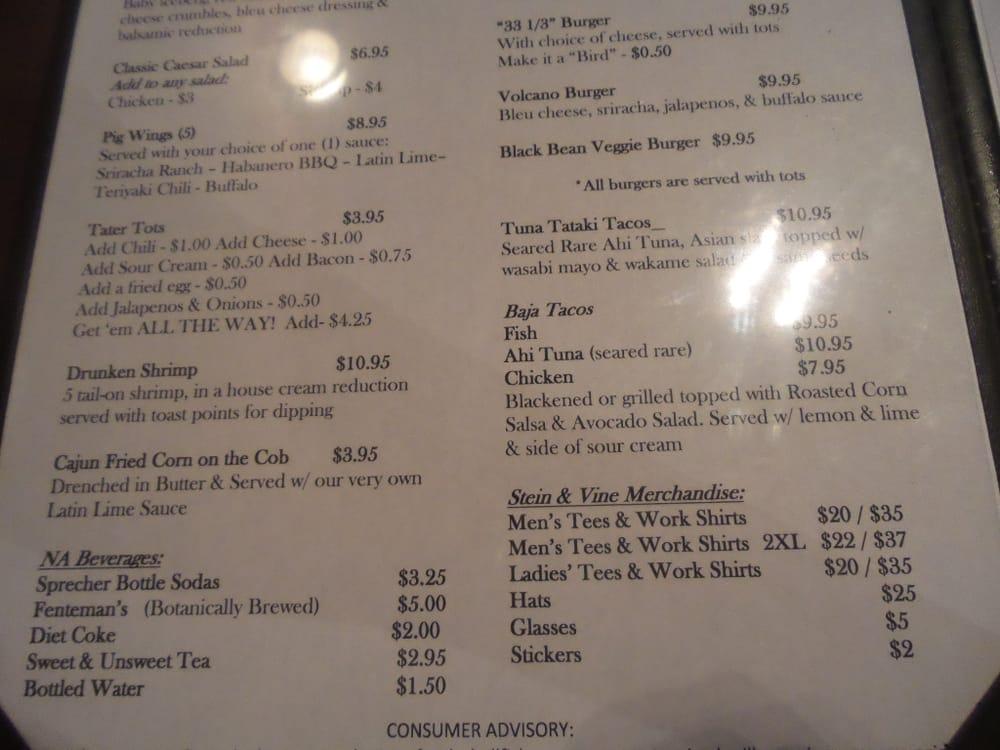 cheese crumbles, bleu cheese dressing &
balsamic reduction
Classic Caesar Salad $6.95
Add to any salad:
Chicken - $3 - $4
Pig Wings (5) $8.95
Served with your choice of one (1) sauce:
Sriracha Ranch – Habanero BBQ – Latin Lime–
Teriyaki Chili - Buffalo
Tater Tots $3.95
Add Chili - $1.00 Add Cheese - $1.00
Add Sour Cream - $0.50 Add Bacon - $0.75
Add a fried egg - $0.50
Add Jalapenos & Onions - $0.50
Get 'em ALL THE WAY! Add- $4.25
Drunken Shrimp $10.95
5 tail-on shrimp, in a house cream reduction
served with toast points for dipping
Cajun Fried Corn on the Cob $3.95
Drenched in Butter & Served w/ our very own
Latin Lime Sauce
NA Beverages:
Sprecher Bottle Sodas $3.25
Fenteman's (Botanically Brewed) $5.00
Diet Coke $2.00
Sweet & Unsweet Tea $2.95
Bottled Water $1.50
"33 1/3" Burger $9.95
With choice of cheese, served with tots
Make it a "Bird" - $0.50
Volcano Burger $9.95
Bleu cheese, sriracha, jalapenos, & buffalo sauce
Black Bean Veggie Burger $9.95
*All burgers are served with tots
Tuna Tataki Tacos_ $10.95
Seared Rare Ahi Tuna, Asian topped w/
wasabi mayo & wakame salad
Baja Tacos
Fish 9.95
Ahi Tuna (seared rare) $10.95
Chicken $7.95
Blackened or grilled topped with Roasted Corn
Salsa & Avocado Salad. Served w/ lemon & lime
& side of sour cream
Stein & Vine Merchandise:
Men's Tees & Work Shirts $20 / $35
Men's Tees & Work Shirts 2XL $22 / $37
Ladies' Tees & Work Shirts $20 / $35
Hats $25
Glasses $5
Stickers $2
CONSUMER ADVISORY: